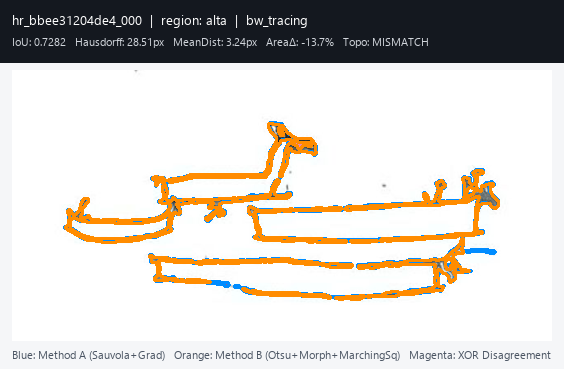 hr_bbee31204de4_000 | region: alta | bw_tracing
IoU: 0.7282 Hausdorff: 28.51px MeanDist: 3.24px AreaΔ: -13.7% Topo: MISMATCH
Blue: Method A (Sauvola+Grad) Orange: Method B (Otsu+Morph+MarchingSq) Magenta: XOR Disagreement